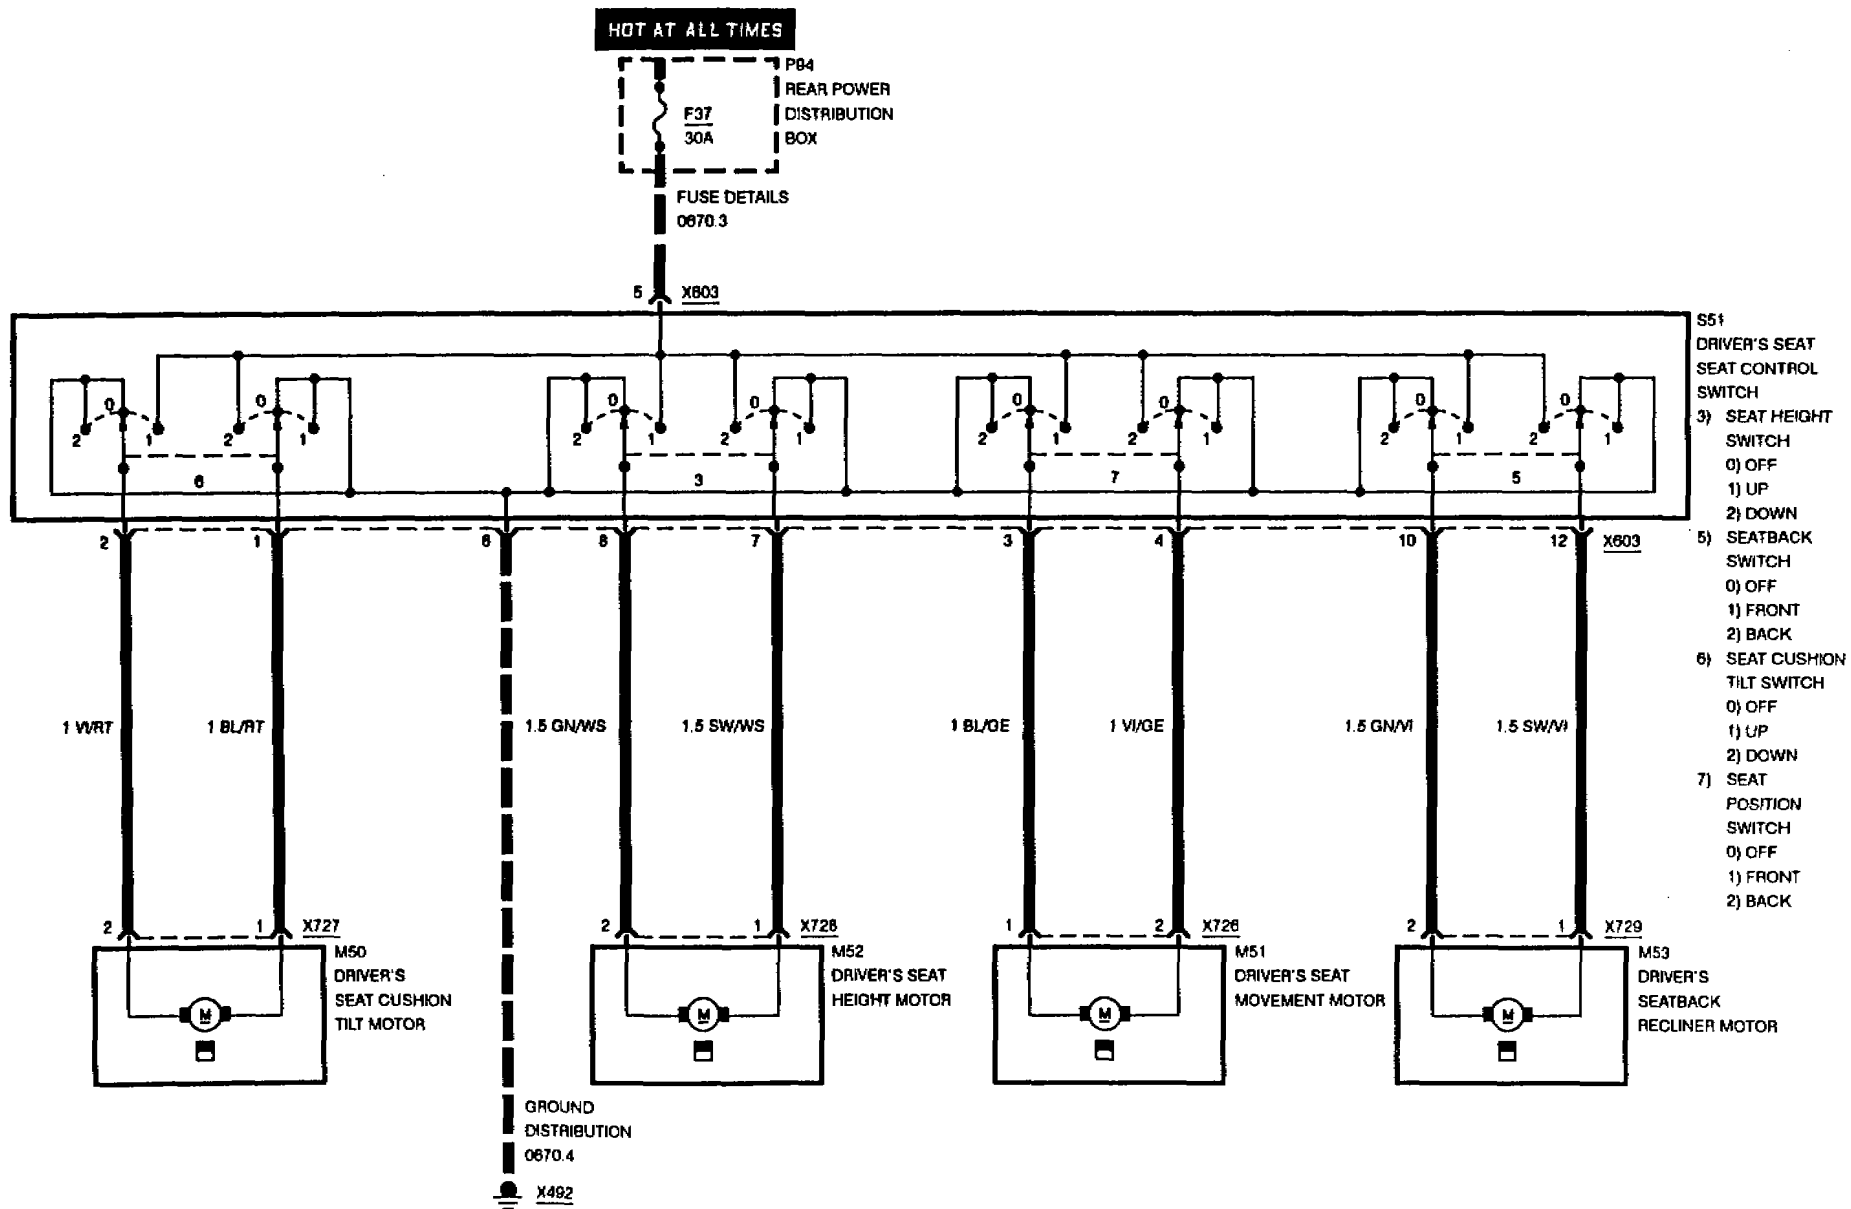 HOT AT ALL TIMES
P94
REAR POWER
DISTRIBUTION
BOX
F37
30A
FUSE DETAILS
0670.3
5 X603
S51
DRIVER'S SEAT
SEAT CONTROL
SWITCH
3) SEAT HEIGHT
SWITCH
0) OFF
1) UP
2) DOWN
5) SEATBACK
SWITCH
0) OFF
1) FRONT
2) BACK
6) SEAT CUSHION
TILT SWITCH
0) OFF
1) UP
2) DOWN
7) SEAT
POSITION
SWITCH
0) OFF
1) FRONT
2) BACK
0 0 0 0 0 0 0 0
2 1 2 1 2 1 2 1 2 1 2 1 2 1 2 1
6 3 7 5
2 1 6 8 7 3 4 10 12 X603
1 VI/RT 1 BL/RT 1.5 GN/WS 1.5 SW/WS 1 BL/GE 1 VI/GE 1.5 GN/VI 1.5 SW/VI
2 1 X727 2 1 X728 1 2 X726 2 1 X729
M50
DRIVER'S
SEAT CUSHION
TILT MOTOR
M52
DRIVER'S SEAT
HEIGHT MOTOR
M51
DRIVER'S SEAT
MOVEMENT MOTOR
M53
DRIVER'S
SEATBACK
RECLINER MOTOR
M M M M
GROUND
DISTRIBUTION
0670.4
X492